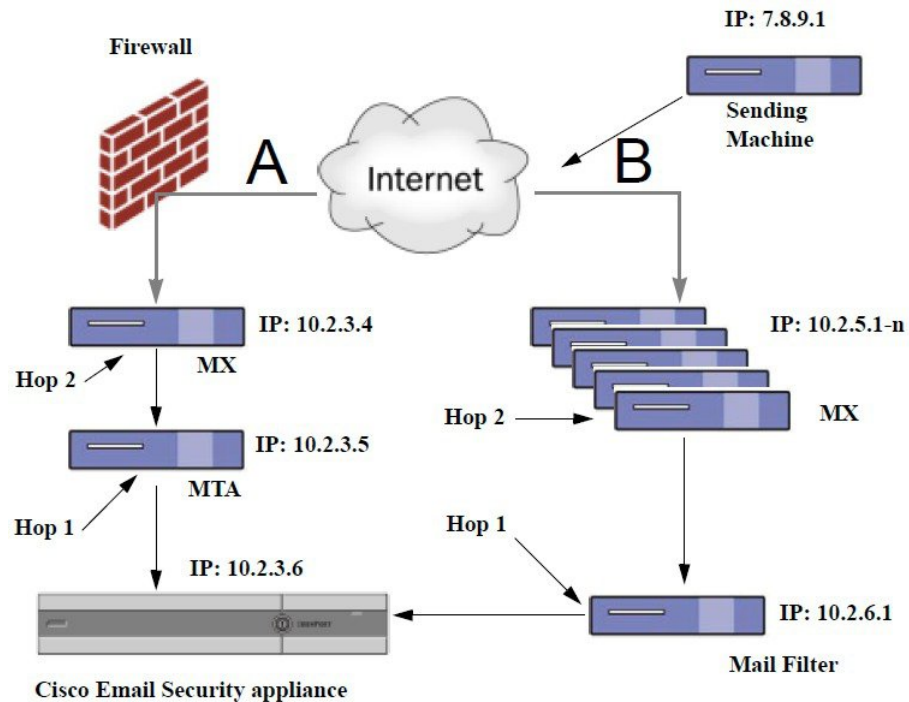 IP: 7.8.9.1
Firewall
Sending
Machine
A
Internet
B
IP: 10.2.3.4
MX
Hop 2
IP: 10.2.5.1-n
MX
Hop 2
IP: 10.2.3.5
MTA
Hop 1
Hop 1
IP: 10.2.3.6
IP: 10.2.6.1
Mail Filter
Cisco Email Security appliance